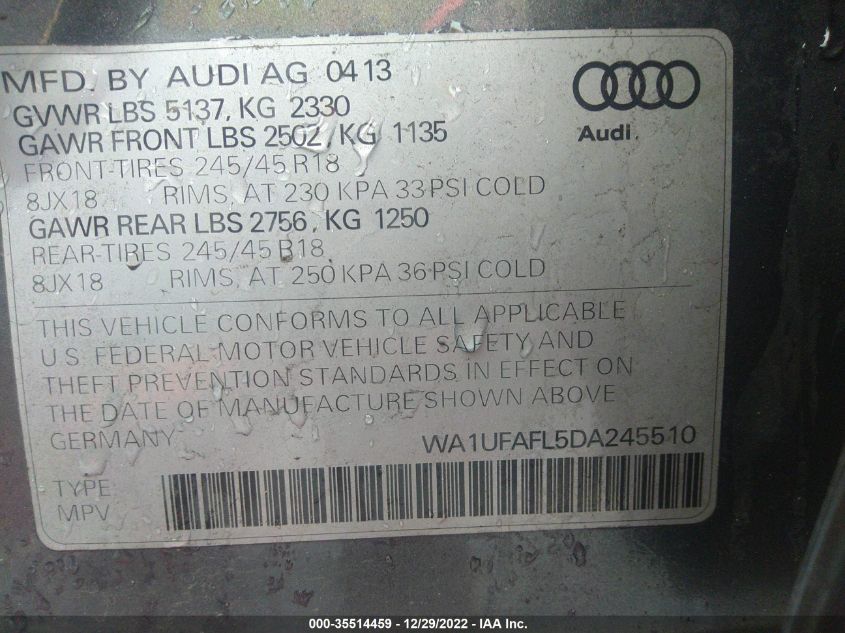 MFD. BY AUDI AG 0413
GVWR LBS 5137, KG 2330
GAWR FRONT LBS 2502, KG 1135
FRONT-TIRES 245/45 R18
8JX18 RIMS, AT 230 KPA 33 PSI COLD
GAWR REAR LBS 2756, KG 1250
REAR-TIRES 245/45 R18
8JX18 RIMS, AT 250 KPA 36 PSI COLD
Audi
THIS VEHICLE CONFORMS TO ALL APPLICABLE
U.S. FEDERAL MOTOR VEHICLE SAFETY AND
THEFT PREVENTION STANDARDS IN EFFECT ON
THE DATE OF MANUFACTURE SHOWN ABOVE
GERMANY WA1UFAFL5DA245510
TYPE
MPV
000-35514459 - 12/29/2022 - IAA Inc.